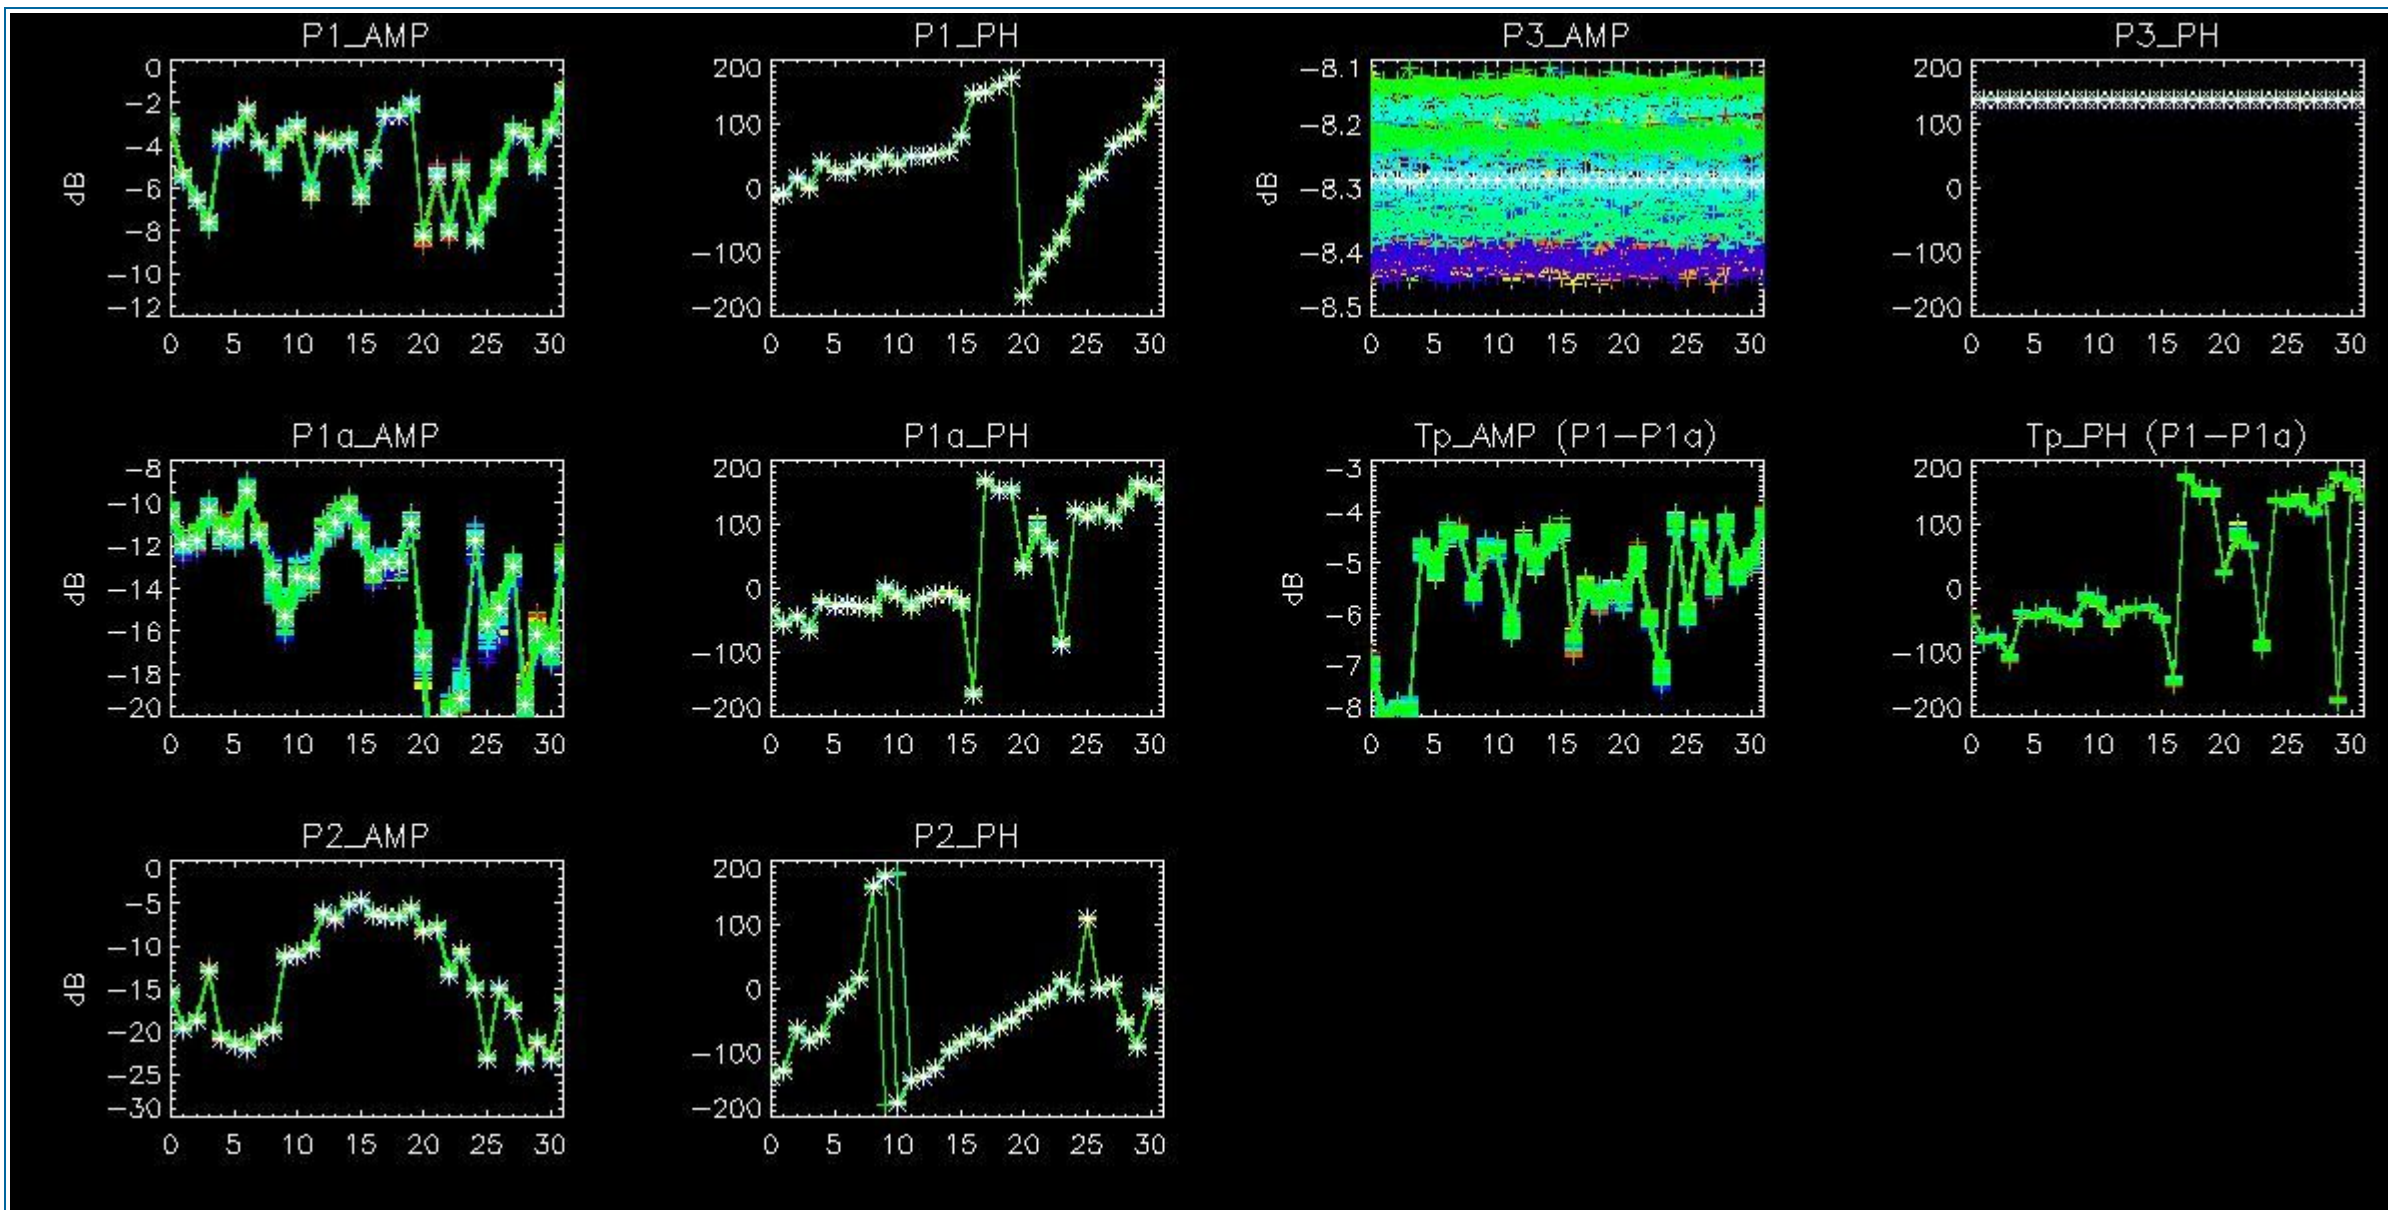 P1_AMP
P1_PH
P3_AMP
P3_PH
0
−2
−4
−6
−8
−10
−12
dB
0 5 10 15 20 25 30
200
100
0
−100
−200
0 5 10 15 20 25 30
−8.1
−8.2
−8.3
−8.4
−8.5
dB
0 5 10 15 20 25 30
200
100
0
−100
−200
0 5 10 15 20 25 30
P1a_AMP
P1a_PH
Tp_AMP (P1−P1a)
Tp_PH (P1−P1a)
−8
−10
−12
−14
−16
−18
−20
dB
0 5 10 15 20 25 30
200
100
0
−100
−200
0 5 10 15 20 25 30
−3
−4
−5
−6
−7
−8
dB
0 5 10 15 20 25 30
200
100
0
−100
−200
0 5 10 15 20 25 30
P2_AMP
P2_PH
0
−5
−10
−15
−20
−25
−30
dB
0 5 10 15 20 25 30
200
100
0
−100
−200
0 5 10 15 20 25 30